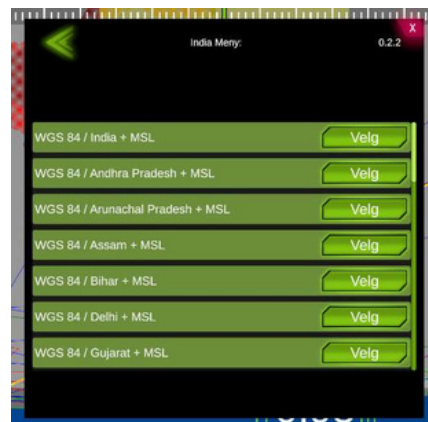 X
India Meny:
0.2.2
WGS 84 / India + MSL
Velg
WGS 84 / Andhra Pradesh + MSL
Velg
WGS 84 / Arunachal Pradesh + MSL
Velg
WGS 84 / Assam + MSL
Velg
WGS 84 / Bihar + MSL
Velg
WGS 84 / Delhi + MSL
Velg
WGS 84 / Gujarat + MSL
Velg